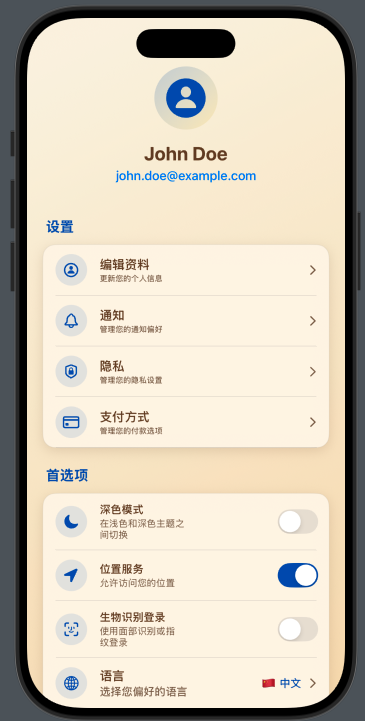 John Doe
john.doe@example.com
设置
编辑资料
更新您的个人信息
通知
管理您的通知偏好
隐私
管理您的隐私设置
支付方式
管理您的付款选项
首选项
深色模式
在浅色和深色主题之
间切换
位置服务
允许访问您的位置
生物识别登录
使用面部识别或指
纹登录
语言
选择您偏好的语言
中文